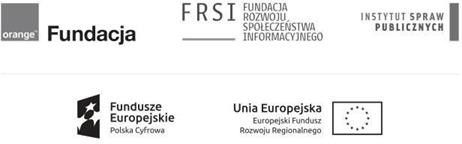 orange™
Fundacja
FRSI
FUNDACJA
ROZWOJU
SPOŁECZEŃSTWA
INFORMACYJNEGO
INSTYTUT SPRAW
PUBLICZNYCH
Fundusze
Europejskie
Polska Cyfrowa
Unia Europejska
Europejski Fundusz
Rozwoju Regionalnego